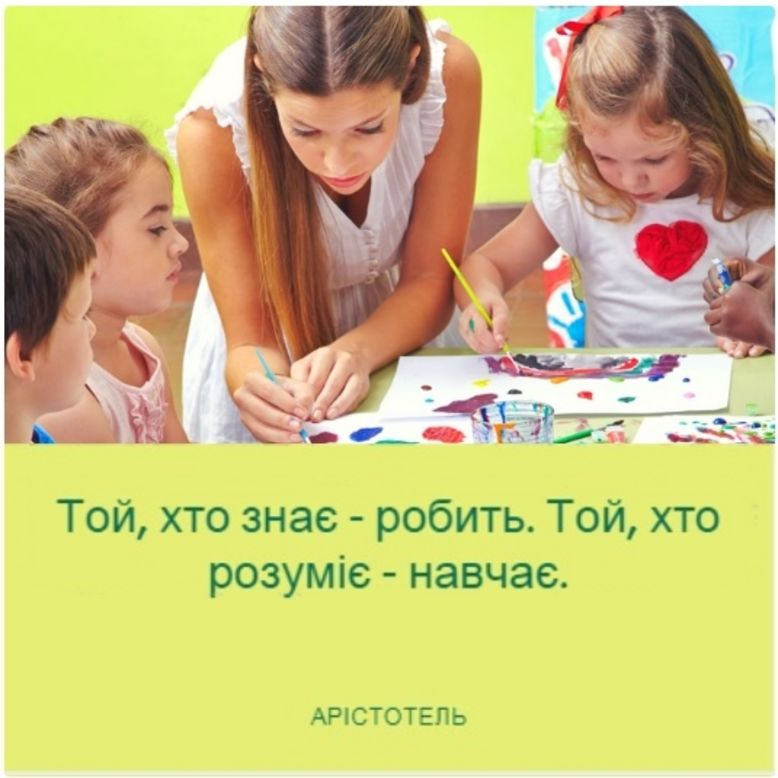 Той, хто знає - робить. Той, хто
розуміє - навчає.
АРІСТОТЕЛЬ